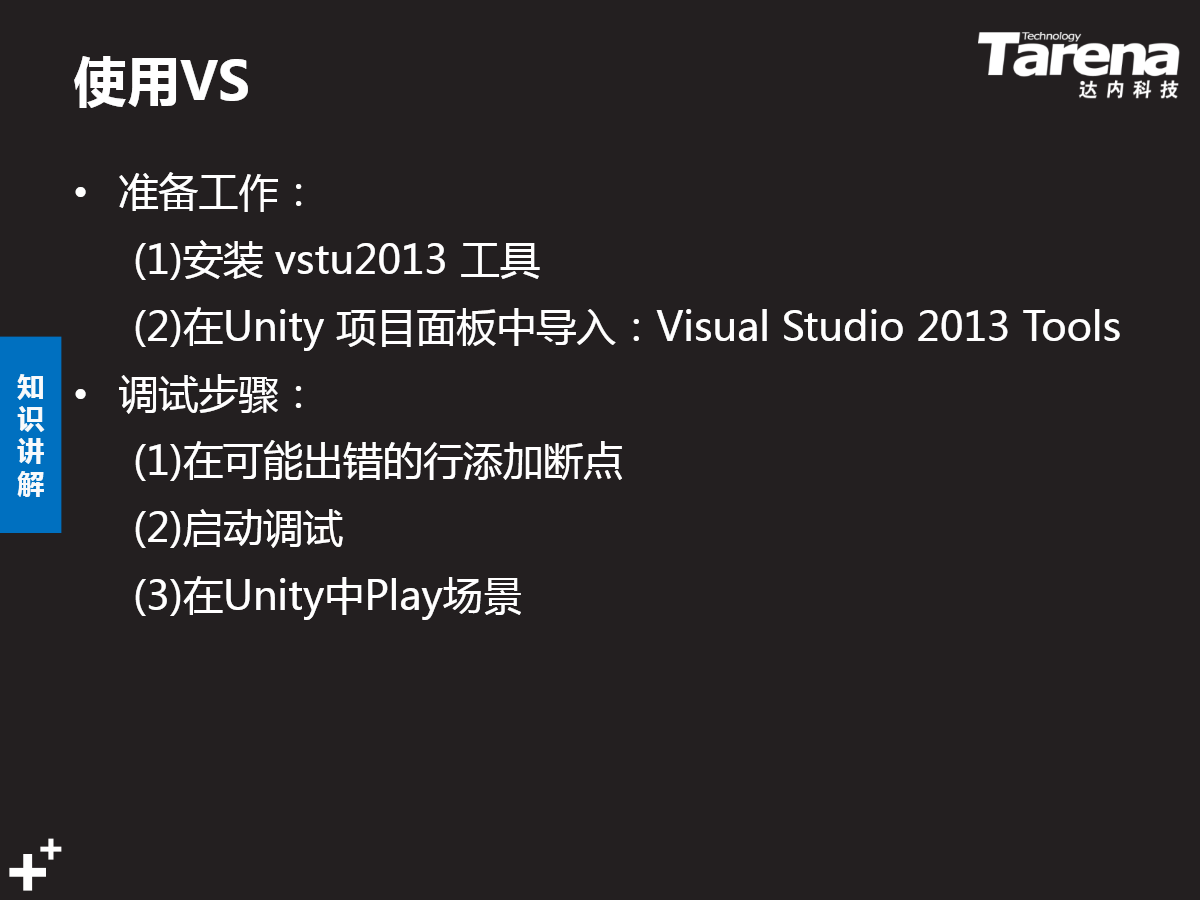 使用VS
Technology
Tarena
达内科技
• 准备工作：
(1)安装 vstu2013 工具
(2)在Unity 项目面板中导入：Visual Studio 2013 Tools
• 调试步骤：
(1)在可能出错的行添加断点
(2)启动调试
(3)在Unity中Play场景
知识讲解